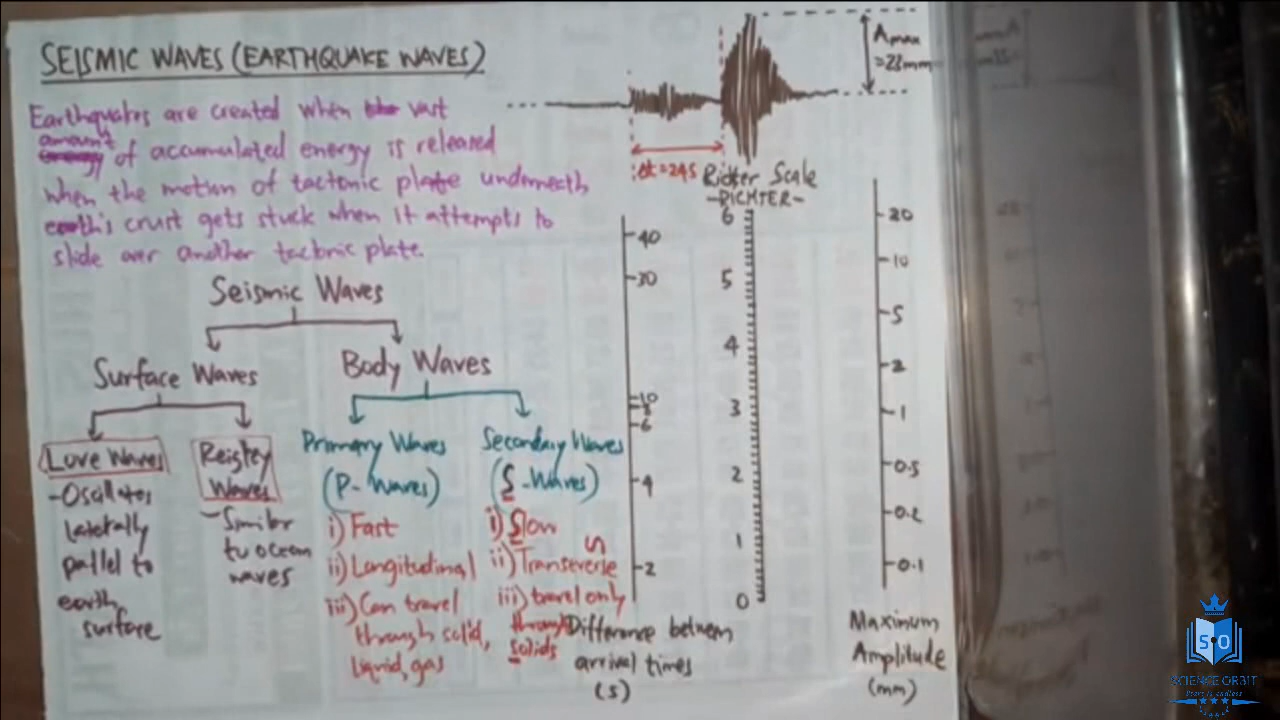 SEISMIC WAVES (EARTHQUAKE WAVES)
Earthquakes are created when vast
amount of accumulated energy is released
when the motion of tactonic plate underneath
earth's crust gets stuck when it attempts to
slide over another tectonic plate.
Seismic Waves
Surface Waves
Body Waves
Love Waves
-Oscillates
laterally
pallel to
earth
surface
Reigley
Waves
-Similar
to ocean
waves
Primary Waves
(P-Waves)
i) Fast
ii) Longitudinal
iii) Can travel
through solid,
liquid, gas
Secondary Waves
(S-Waves)
i) Slow
ii) Transeverse
iii) travel only
through
solids
Amax
=23mm
Δt=24s
Richter Scale
-RICHTER-
40
30
10
8
6
4
2
Difference between
arrival times
(s)
6
5
4
3
2
1
0
20
10
5
2
1
0.5
0.2
0.1
Maximum
Amplitude
(mm)
SO
SCIENCE ORBIT